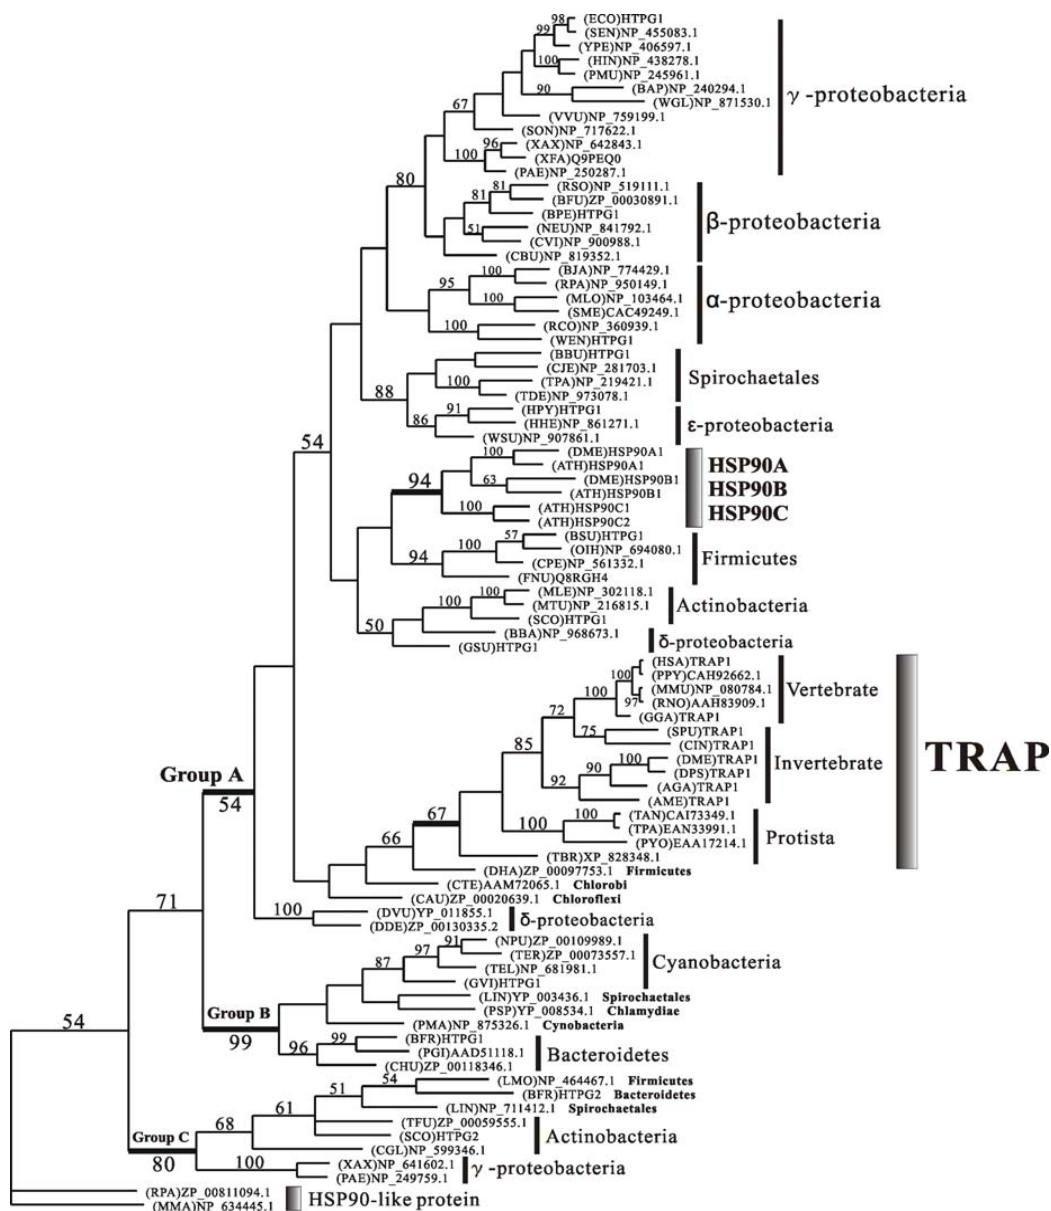 98 (ECO)HTPG1
99 (SEN)NP_455083.1
(YPE)NP_406597.1
100 (HIN)NP_438278.1
(PMU)NP_245961.1
90 (BAP)NP_240294.1
(WGL)NP_871530.1
γ-proteobacteria
67 (VVU)NP_759199.1
(SON)NP_717622.1
96 (XAX)NP_642843.1
100 (XFA)Q9PEQ0
(PAE)NP_250287.1
80
81 (RSO)NP_519111.1
81 (BFU)ZP_00030891.1
(BPE)HTPG1
51 (NEU)NP_841792.1
(CVI)NP_900988.1
(CBU)NP_819352.1
β-proteobacteria
100 (BJA)NP_774429.1
95 (RPA)NP_950149.1
100 (MLO)NP_103464.1
(SME)CAC49249.1
100 (RCO)NP_360939.1
(WEN)HTPG1
α-proteobacteria
(BBU)HTPG1
(CJE)NP_281703.1
100 (TPA)NP_219421.1
(TDE)NP_973078.1
Spirochaetales
88
91 (HPY)HTPG1
86 (HHE)NP_861271.1
(WSU)NP_907861.1
ε-proteobacteria
54
100 (DME)HSP90A1
(ATH)HSP90A1
63 (DME)HSP90B1
(ATH)HSP90B1
94
100 (ATH)HSP90C1
(ATH)HSP90C2
HSP90A
HSP90B
HSP90C
57 (BSU)HTPG1
100 (OIH)NP_694080.1
94 (CPE)NP_561332.1
(FNU)Q8RGH4
Firmicutes
100 (MLE)NP_302118.1
100 (MTU)NP_216815.1
(SCO)HTPG1
Actinobacteria
50 (BBA)NP_968673.1
(GSU)HTPG1
δ-proteobacteria
(HSA)TRAP1
100 (PPY)CAH92662.1
100 (MMU)NP_080784.1
97 (RNO)AAH83909.1
(GGA)TRAP1
Vertebrate
72
75 (SPU)TRAP1
(CIN)TRAP1
85
100 (DME)TRAP1
90 (DPS)TRAP1
92 (AGA)TRAP1
(AME)TRAP1
Invertebrate
TRAP
Group A
54
67
100 (TAN)CAI73349.1
100 (TPA)EAN33991.1
(PYO)EAA17214.1
(TBR)XP_828348.1
Protista
66
(DHA)ZP_00097753.1 Firmicutes
(CTE)AAM72065.1 Chlorobi
(CAU)ZP_00020639.1 Chloroflexi
71
100 (DVU)YP_011855.1
(DDE)ZP_00130335.2
δ-proteobacteria
91 (NPU)ZP_00109989.1
97 (TER)ZP_00073557.1
87 (TEL)NP_681981.1
(GVI)HTPG1
Cyanobacteria
(LIN)YP_003436.1 Spirochaetales
(PSP)YP_008534.1 Chlamydiae
(PMA)NP_875326.1 Cynobacteria
Group B
99
54
99 (BFR)HTPG1
96 (PGI)AAD51118.1
(CHU)ZP_00118346.1
Bacteroidetes
54 (LMO)NP_464467.1 Firmicutes
51 (BFR)HTPG2 Bacteroidetes
61 (LIN)NP_711412.1 Spirochaetales
68 (TFU)ZP_00059555.1
(SCO)HTPG2
(CGL)NP_599346.1
Actinobacteria
Group C
80
100 (XAX)NP_641602.1
(PAE)NP_249759.1
γ-proteobacteria
(RPA)ZP_00811094.1
(MMA)NP_634445.1
HSP90-like protein